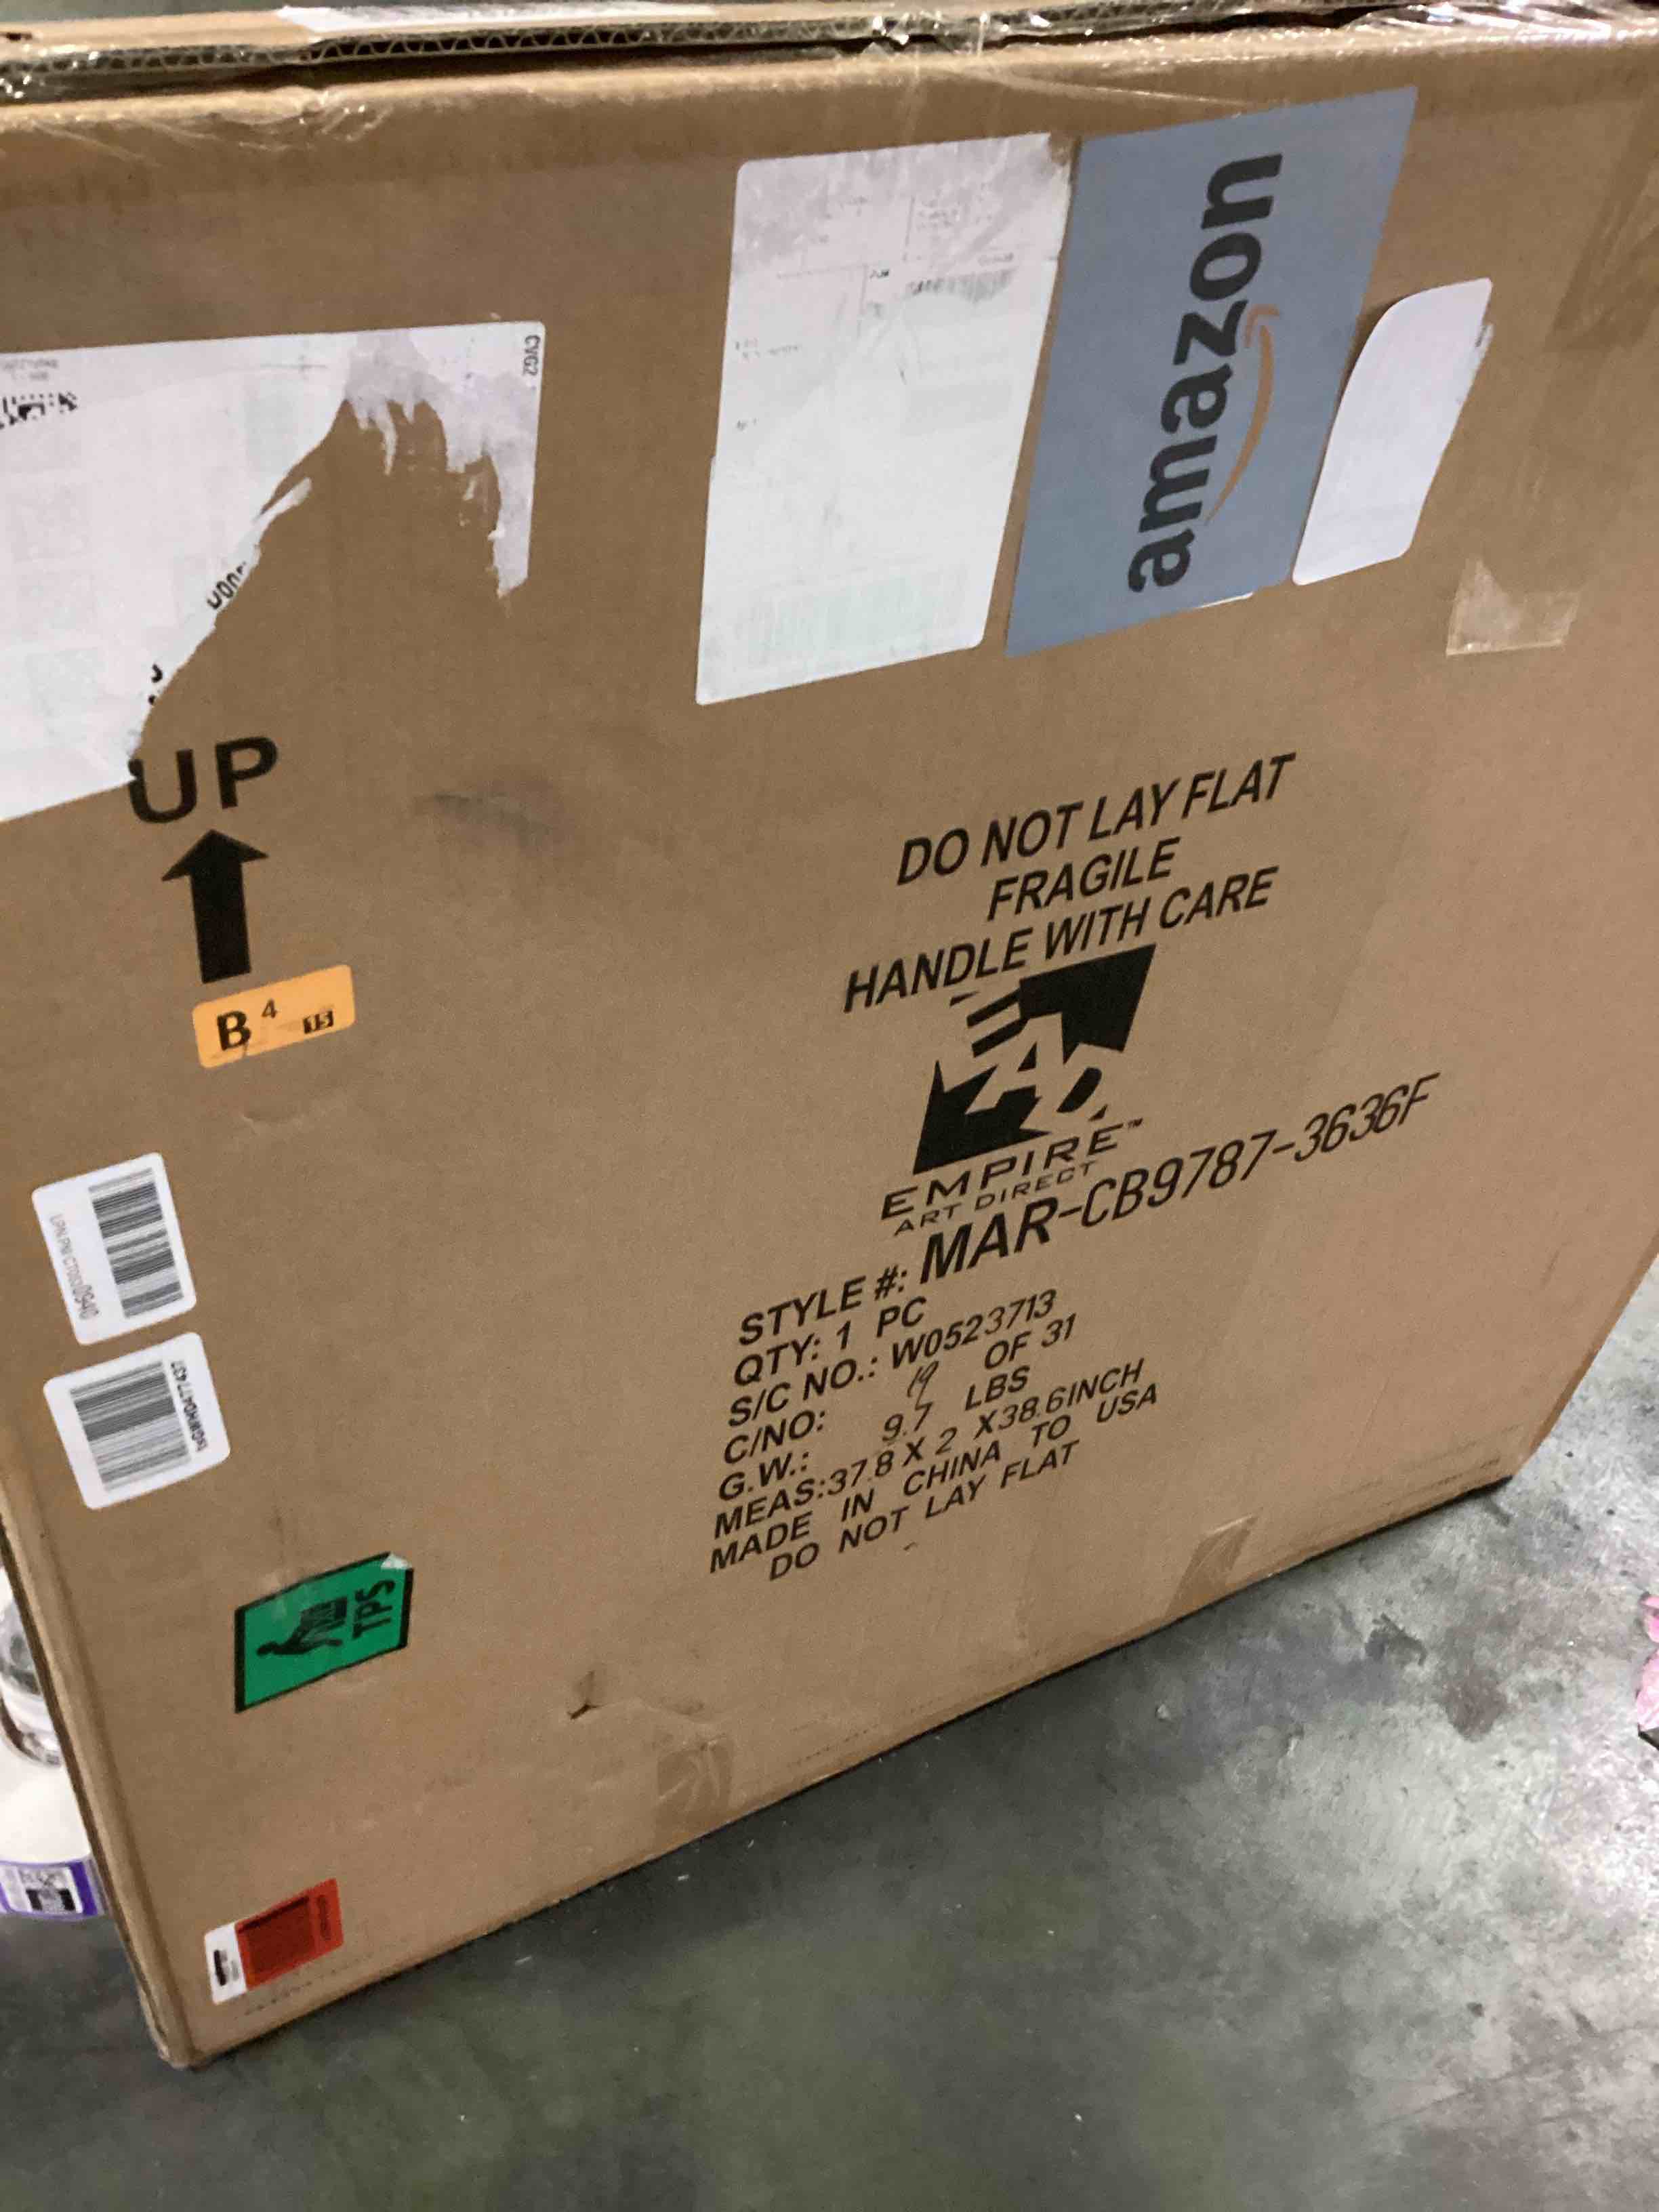 CVG2
amazon
UP
B 4 15
DO NOT LAY FLAT
FRAGILE
HANDLE WITH CARE
EMPIRE™
ART DIRECT
STYLE #: MAR-CB9787-3636F
QTY: 1 PC
S/C NO.: W0523713
C/NO: 19 OF 31
G.W.: 9.7 LBS
MEAS:37.8 X 2 X38.6INCH
MADE IN CHINA TO USA
DO NOT LAY FLAT
TPS